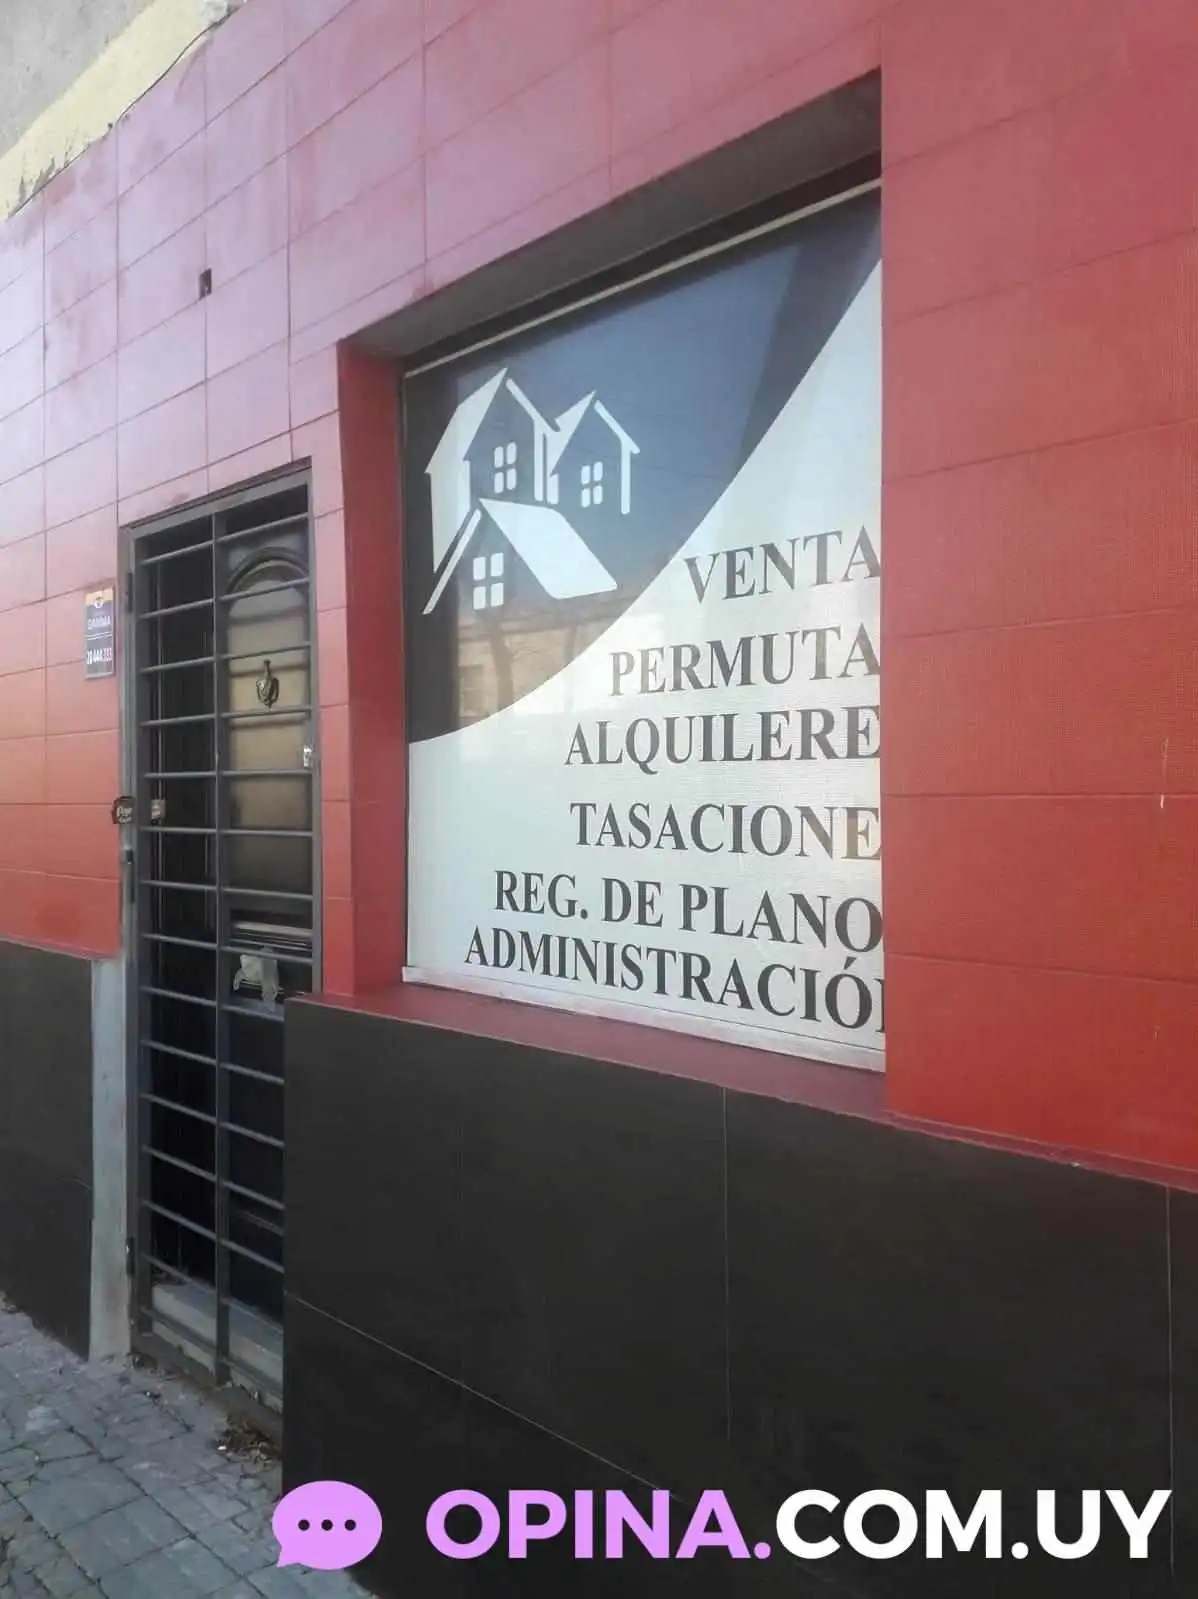 VENTA
PERMUTA
ALQUILERE
TASACIONE
REG. DE PLANO
ADMINISTRACIÓ
OPINA.COM.UY